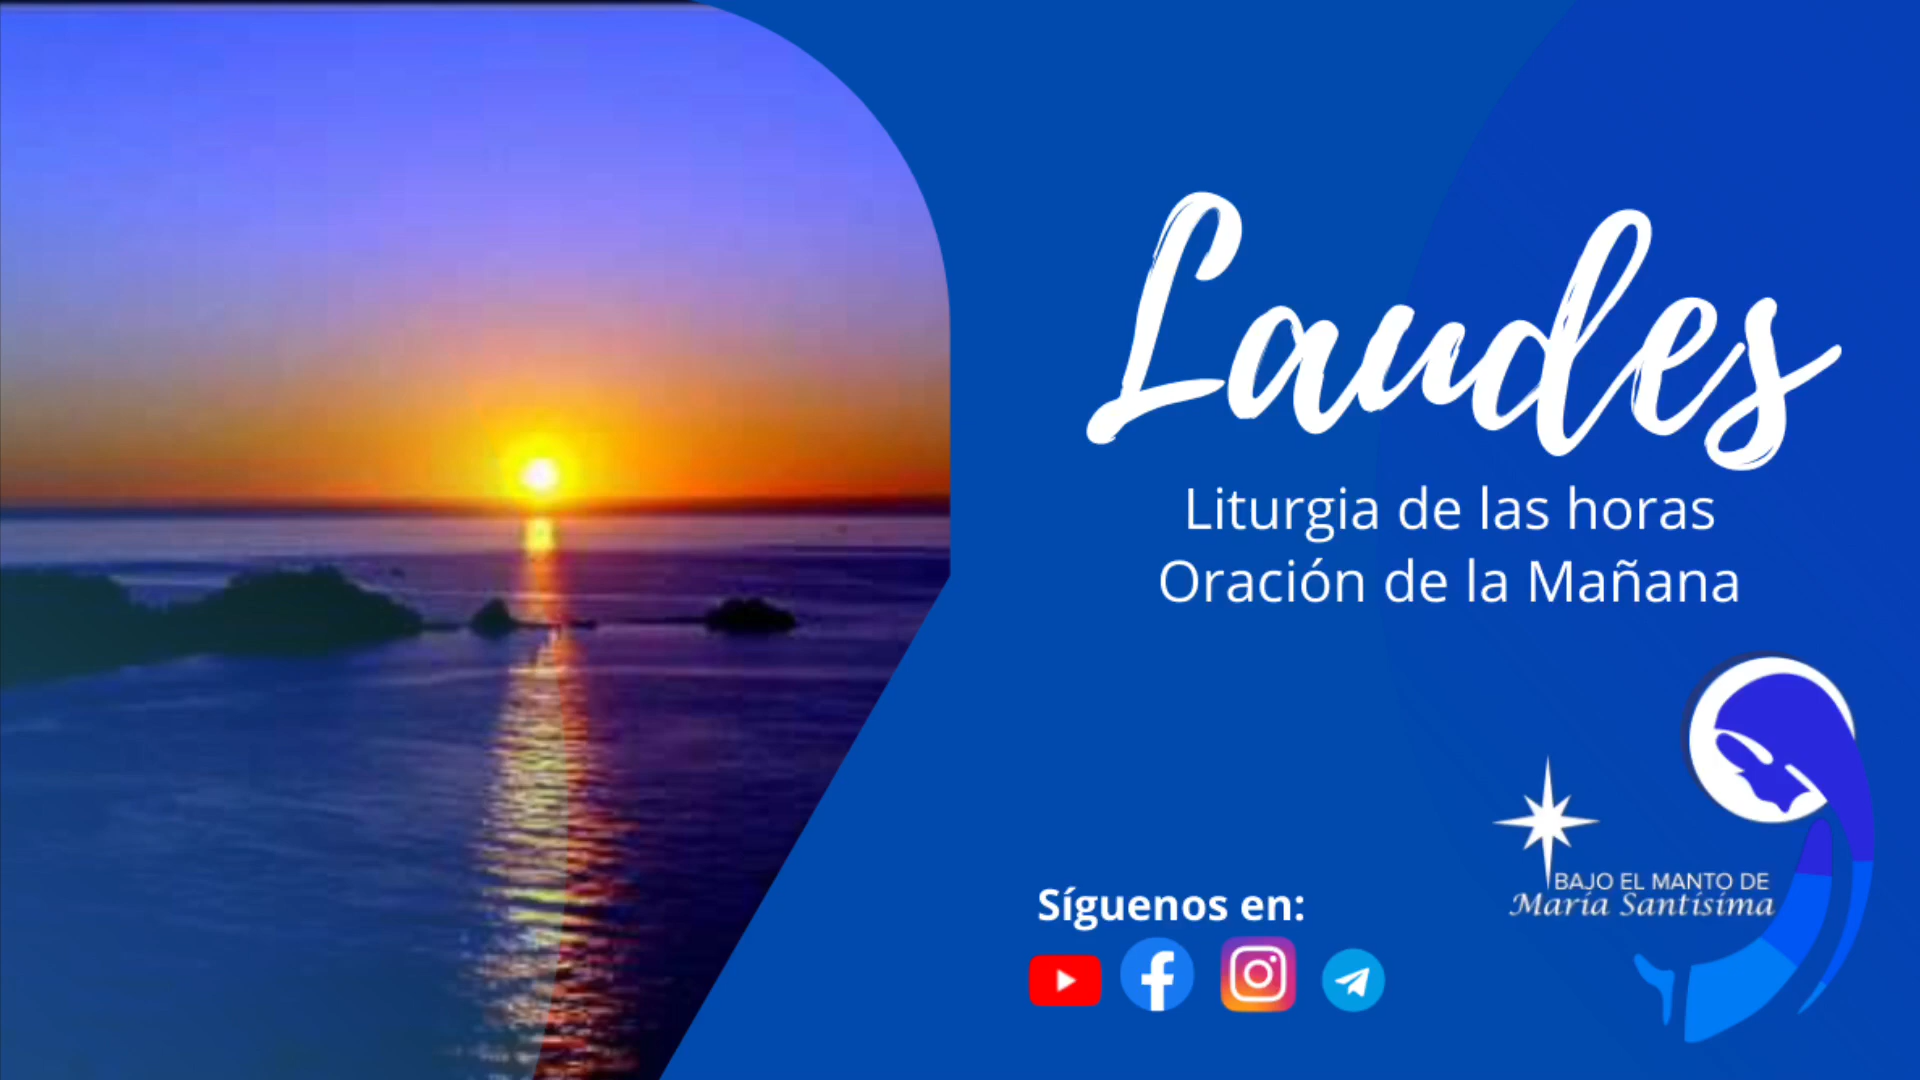 Laudes
Liturgia de las horas
Oración de la Mañana
BAJO EL MANTO DE
María Santísima
Síguenos en: